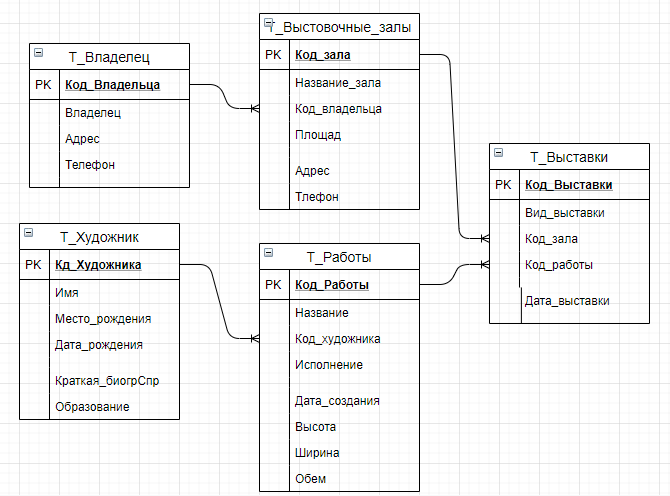 Т_Владелец
PK Код_Владельца
Владелец
Адрес
Телефон
Т_Выстовочные_залы
PK Код_зала
Название_зала
Код_владельца
Площад
Адрес
Тлефон
Т_Выставки
PK Код_Выставки
Вид_выставки
Код_зала
Код_работы
Дата_выставки
Т_Художник
PK Кд_Художника
Имя
Место_рождения
Дата_рождения
Краткая_биогрСпр
Образование
Т_Работы
PK Код_Работы
Название
Код_художника
Исполнение
Дата_создания
Высота
Ширина
Обем